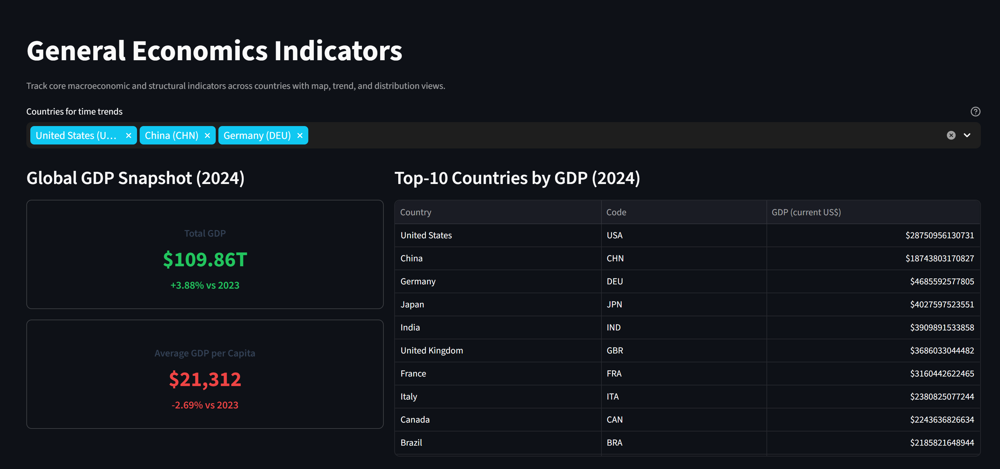 General Economics Indicators
Track core macroeconomic and structural indicators across countries with map, trend, and distribution views.
Countries for time trends
United States (U... China (CHN) Germany (DEU)
Global GDP Snapshot (2024)
Total GDP
$109.86T
+3.88% vs 2023
Average GDP per Capita
$21,312
-2.69% vs 2023
Top-10 Countries by GDP (2024)
Country Code GDP (current US$)
United States USA $28750956130731
China CHN $18743803170827
Germany DEU $4685592577805
Japan JPN $4027597523551
India IND $3909891533858
United Kingdom GBR $3686033044482
France FRA $3160442622465
Italy ITA $2380825077244
Canada CAN $2243636826634
Brazil BRA $2185821648944